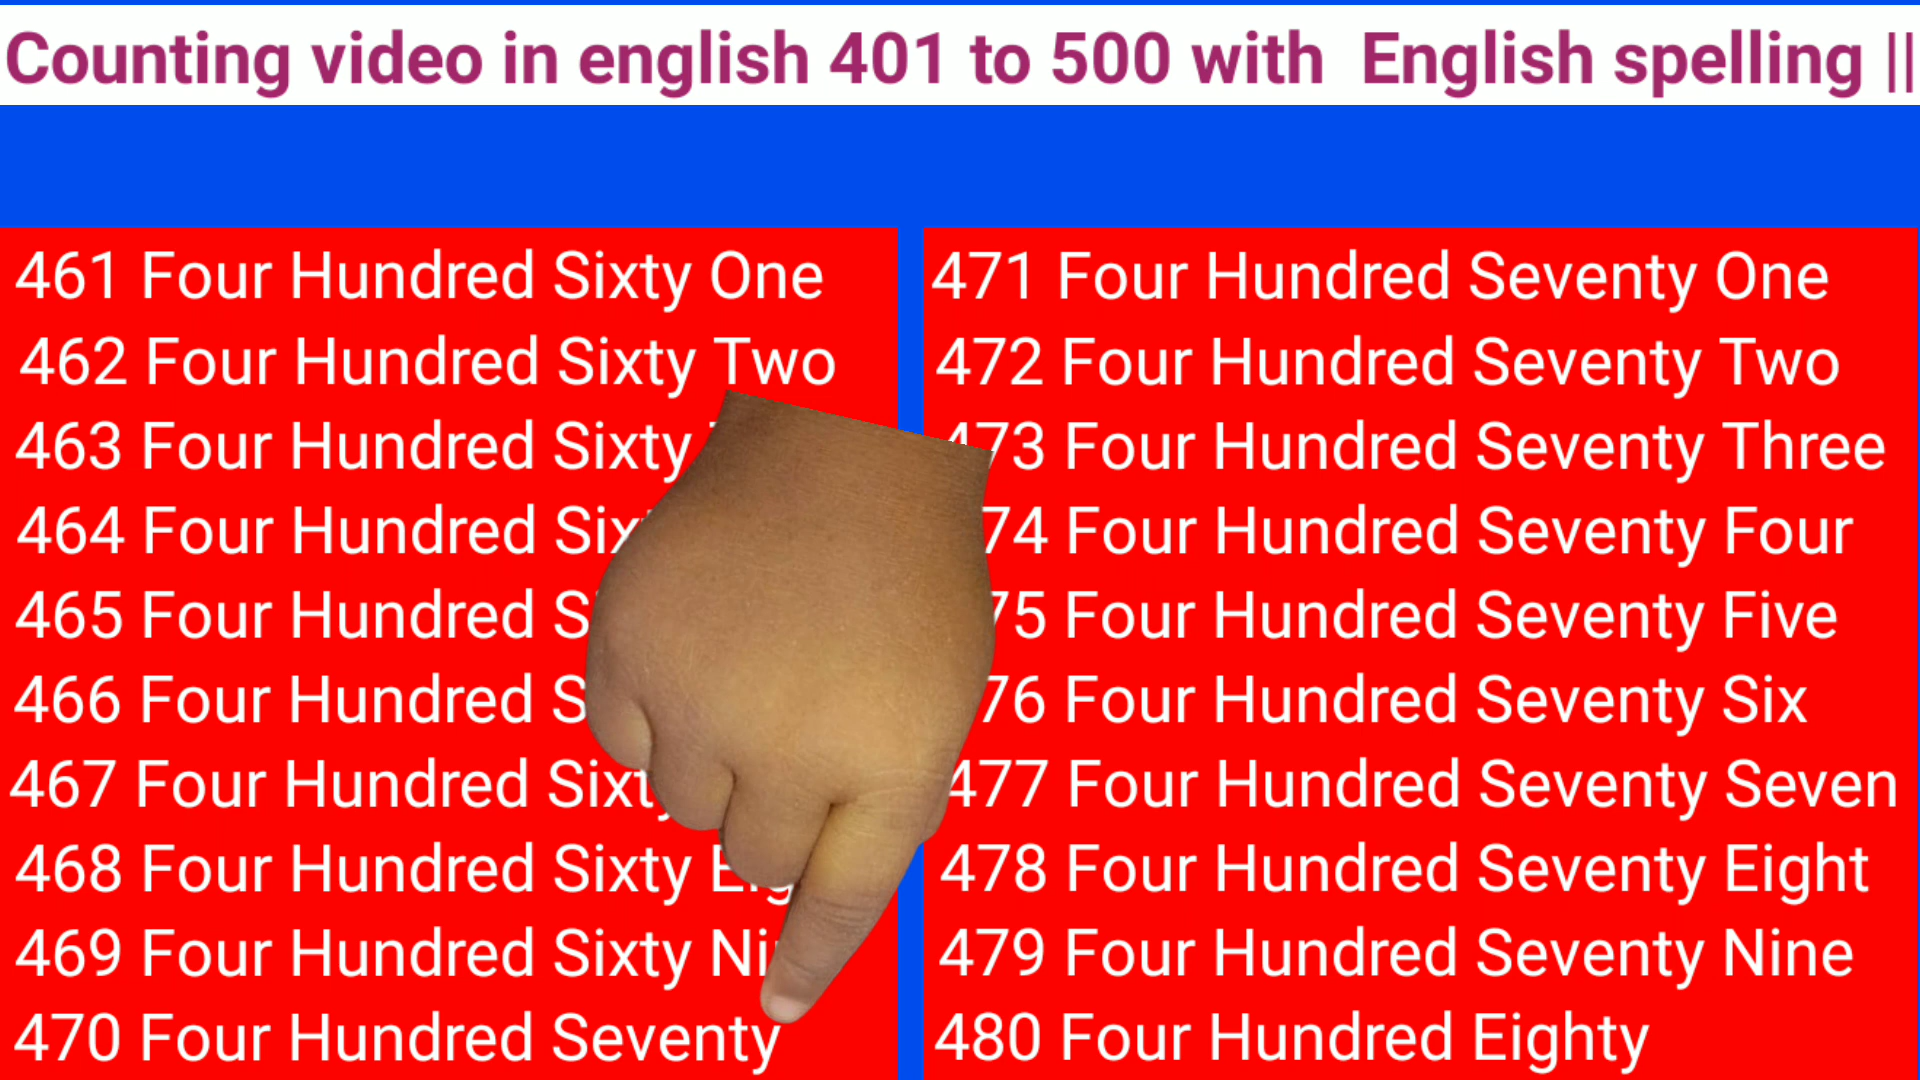 Counting video in english 401 to 500 with English spelling ||
461 Four Hundred Sixty One
462 Four Hundred Sixty Two
463 Four Hundred Sixty
464 Four Hundred
465 Four Hundred
466 Four Hundred
467 Four Hundred
468 Four Hundred Sixty
469 Four Hundred Sixty
470 Four Hundred Seventy
471 Four Hundred Seventy One
472 Four Hundred Seventy Two
473 Four Hundred Seventy Three
74 Four Hundred Seventy Four
75 Four Hundred Seventy Five
76 Four Hundred Seventy Six
477 Four Hundred Seventy Seven
478 Four Hundred Seventy Eight
479 Four Hundred Seventy Nine
480 Four Hundred Eighty